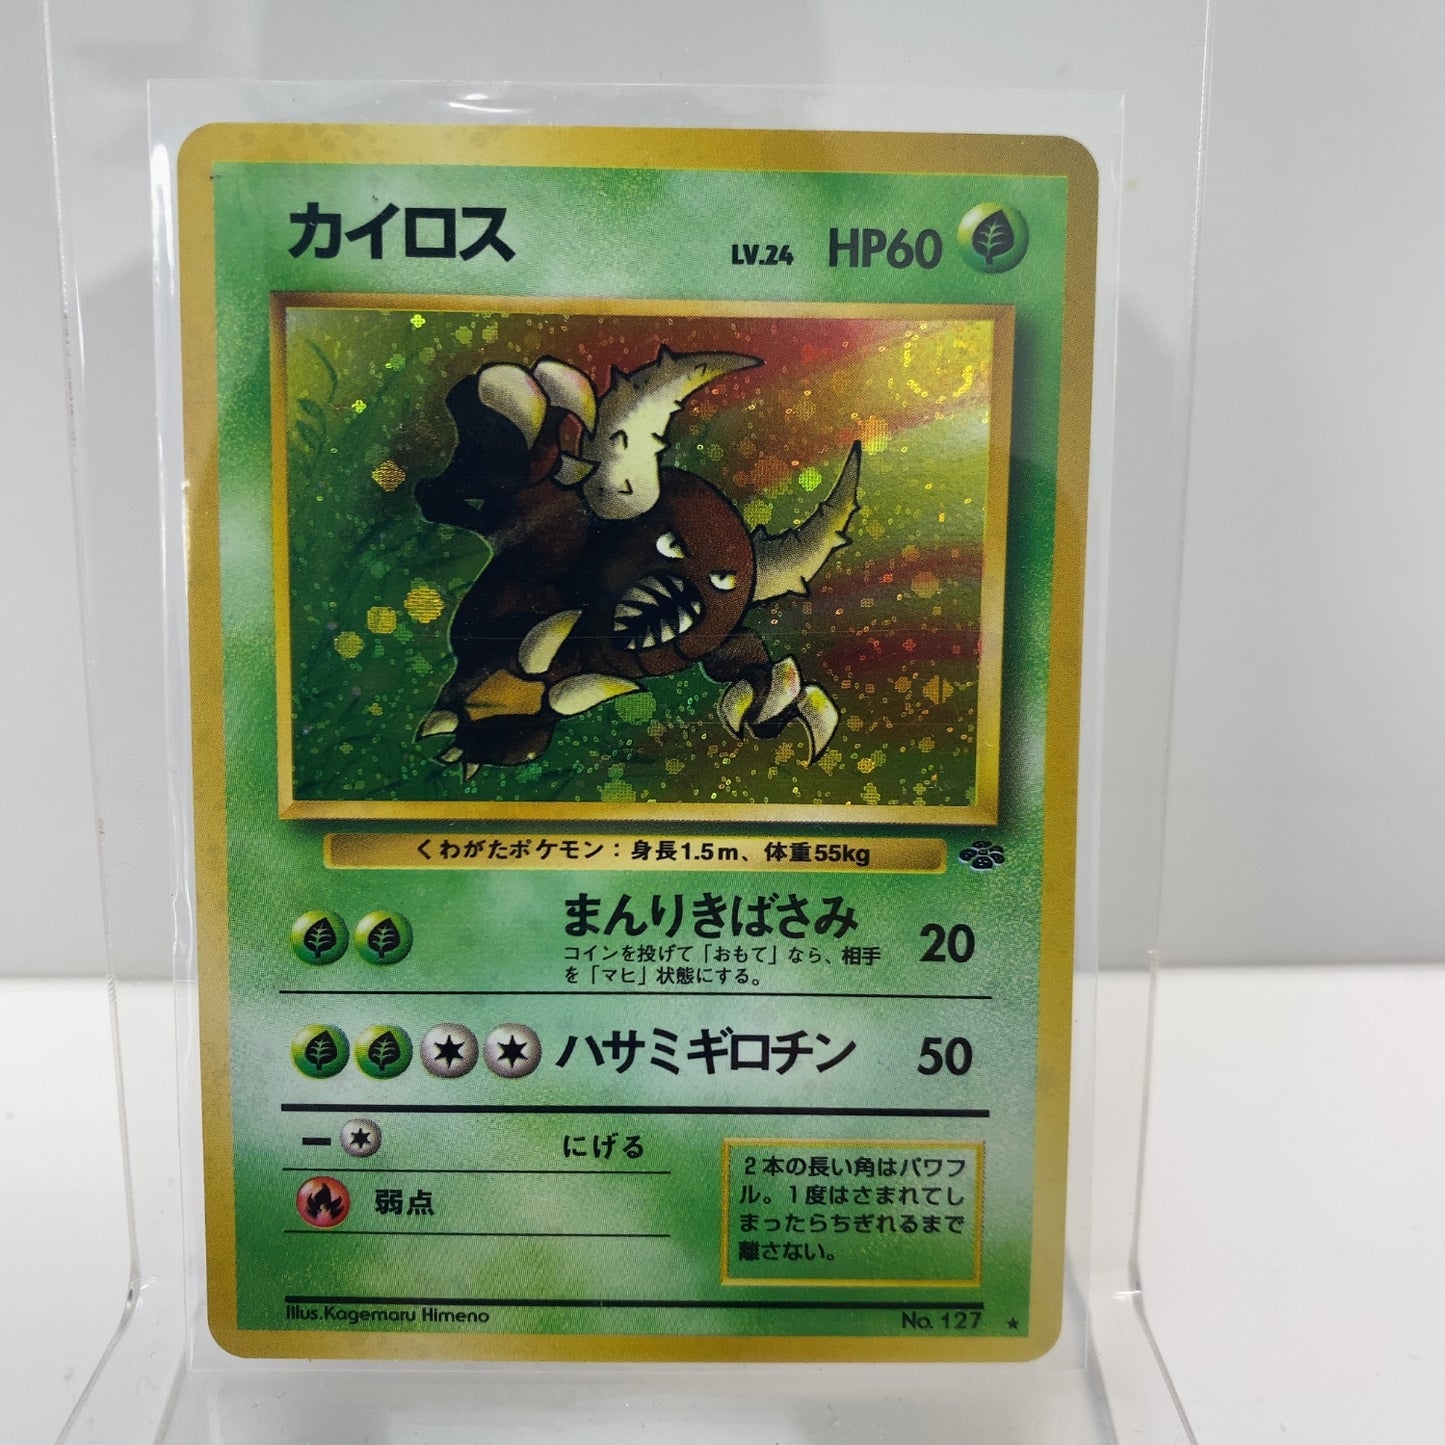 カイロス LV.24 HP60
くわがたポケモン：身長1.5m、体重55kg
まんりきばさみ 20
コインを投げて「おもて」なら、相手
を「マヒ」状態にする。
ハサミギロチン 50
にげる
弱点
2本の長い角はパワフ
ル。1度はさまれてし
まったらちぎれるまで
離さない。
Illus.Kagemaru Himeno No. 127 ★